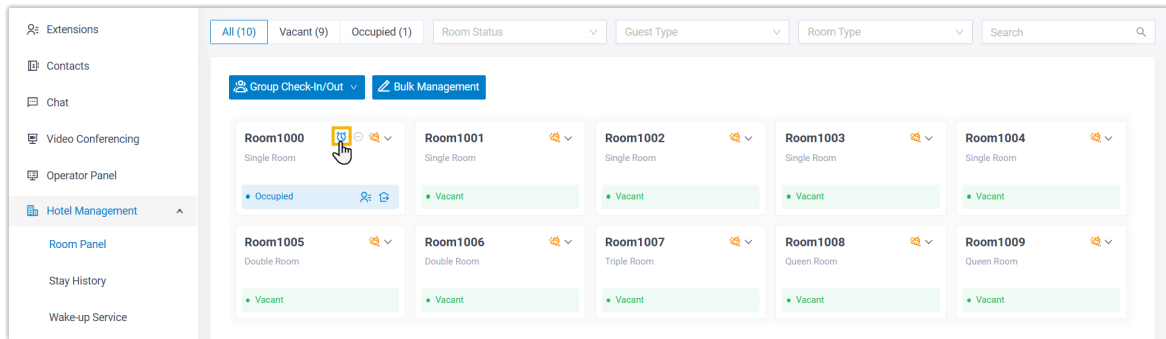 Extensions
Contacts
Chat
Video Conferencing
Operator Panel
Hotel Management
Room Panel
Stay History
Wake-up Service
All (10) Vacant (9) Occupied (1) Room Status Guest Type Room Type Search
Group Check-In/Out Bulk Management
Room1000 Room1001 Room1002 Room1003 Room1004
Single Room Single Room Single Room Single Room Single Room
Occupied Vacant Vacant Vacant Vacant
Room1005 Room1006 Room1007 Room1008 Room1009
Double Room Double Room Triple Room Queen Room Queen Room
Vacant Vacant Vacant Vacant Vacant